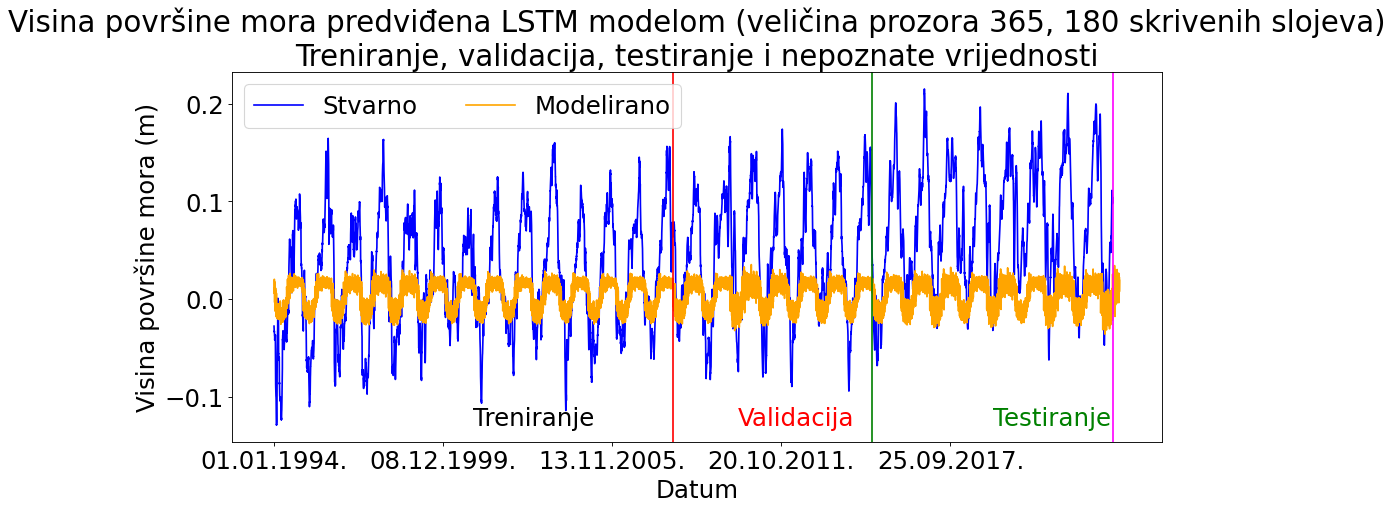 Visina površine mora predviđena LSTM modelom (veličina prozora 365, 180 skrivenih slojeva)
Treniranje, validacija, testiranje i nepoznate vrijednosti
Stvarno
Modelirano
Visina površine mora (m)
0.2
0.1
0.0
−0.1
Treniranje
Validacija
Testiranje
01.01.1994.
08.12.1999.
13.11.2005.
20.10.2011.
25.09.2017.
Datum